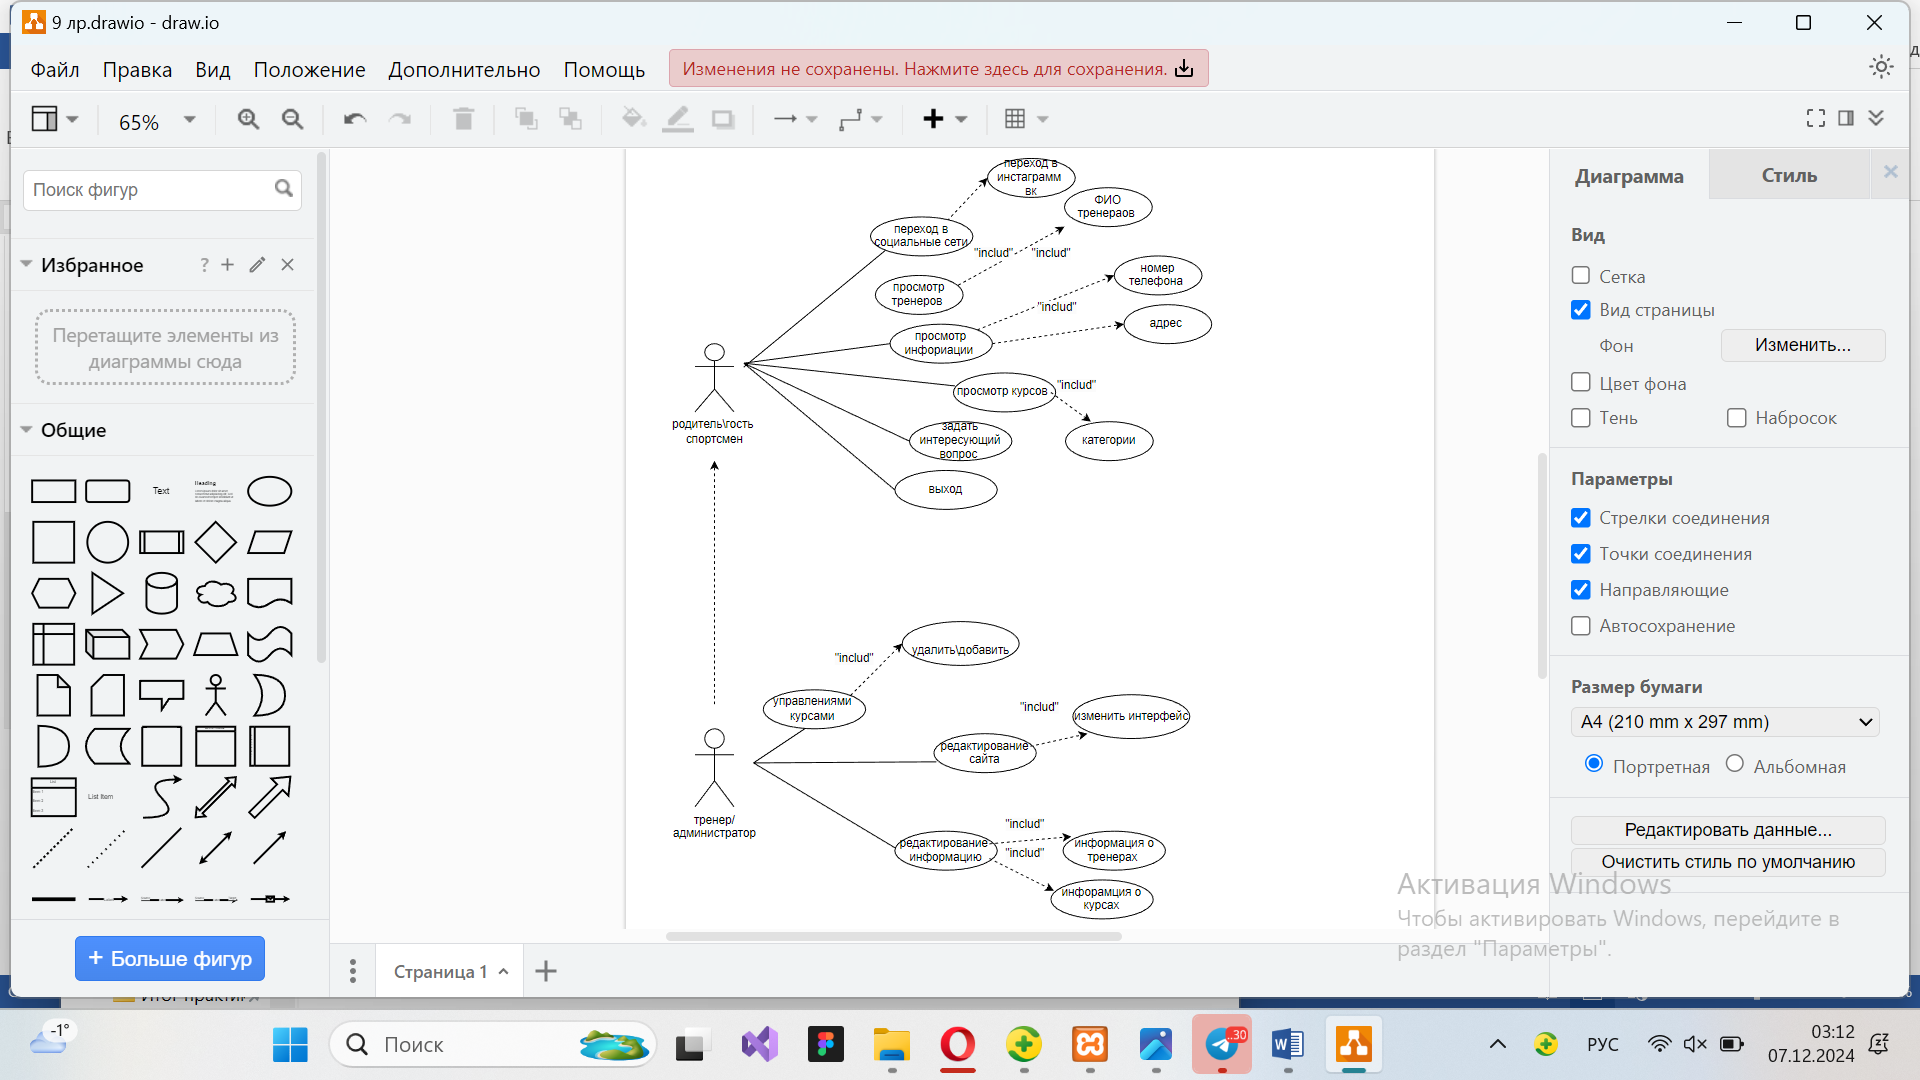 9 лр.drawio - draw.io
Файл Правка Вид Положение Дополнительно Помощь
Изменения не сохранены. Нажмите здесь для сохранения.
65%
Поиск фигур
Избранное
?
Перетащите элементы из
диаграммы сюда
Общие
Text
Heading
List Item
+ Больше фигур
переход в
инстаграмм
вк
ФИО
тренераов
переход в
социальные сети
"includ"
"includ"
номер
телефона
просмотр
тренеров
"includ"
адрес
просмотр
инфориации
просмотр курсов
"includ"
родитель\гость
спортсмен
задать
интересующий
вопрос
категории
выход
"includ"
удалить\добавить
управлениями
курсами
"includ"
изменить интерфейс
редактирование
сайта
тренер/
администратор
"includ"
редактирование
информацию
"includ"
информация о
тренерах
инфорамция о
курсах
Страница 1
Диаграмма
Стиль
Вид
Сетка
Вид страницы
Фон
Изменить...
Цвет фона
Тень
Набросок
Параметры
Стрелки соединения
Точки соединения
Направляющие
Автосохранение
Размер бумаги
A4 (210 mm x 297 mm)
Портретная
Альбомная
Редактировать данные...
Очистить стиль по умолчанию
Активация Windows
Чтобы активировать Windows, перейдите в
раздел "Параметры".
-1°
Поиск
..30
РУС
03:12
07.12.2024